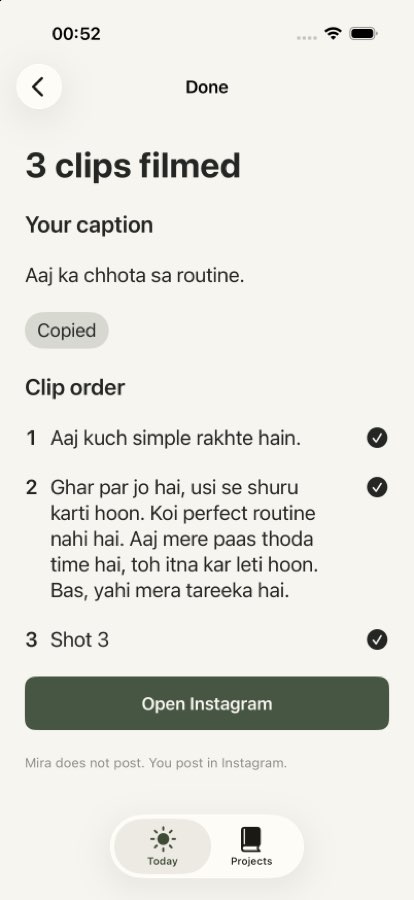 00:52
Done
3 clips filmed
Your caption
Aaj ka chhota sa routine.
Copied
Clip order
1 Aaj kuch simple rakhte hain.
2 Ghar par jo hai, usi se shuru
karti hoon. Koi perfect routine
nahi hai. Aaj mere paas thoda
time hai, toh itna kar leti hoon.
Bas, yahi mera tareeka hai.
3 Shot 3
Open Instagram
Mira does not post. You post in Instagram.
Today Projects